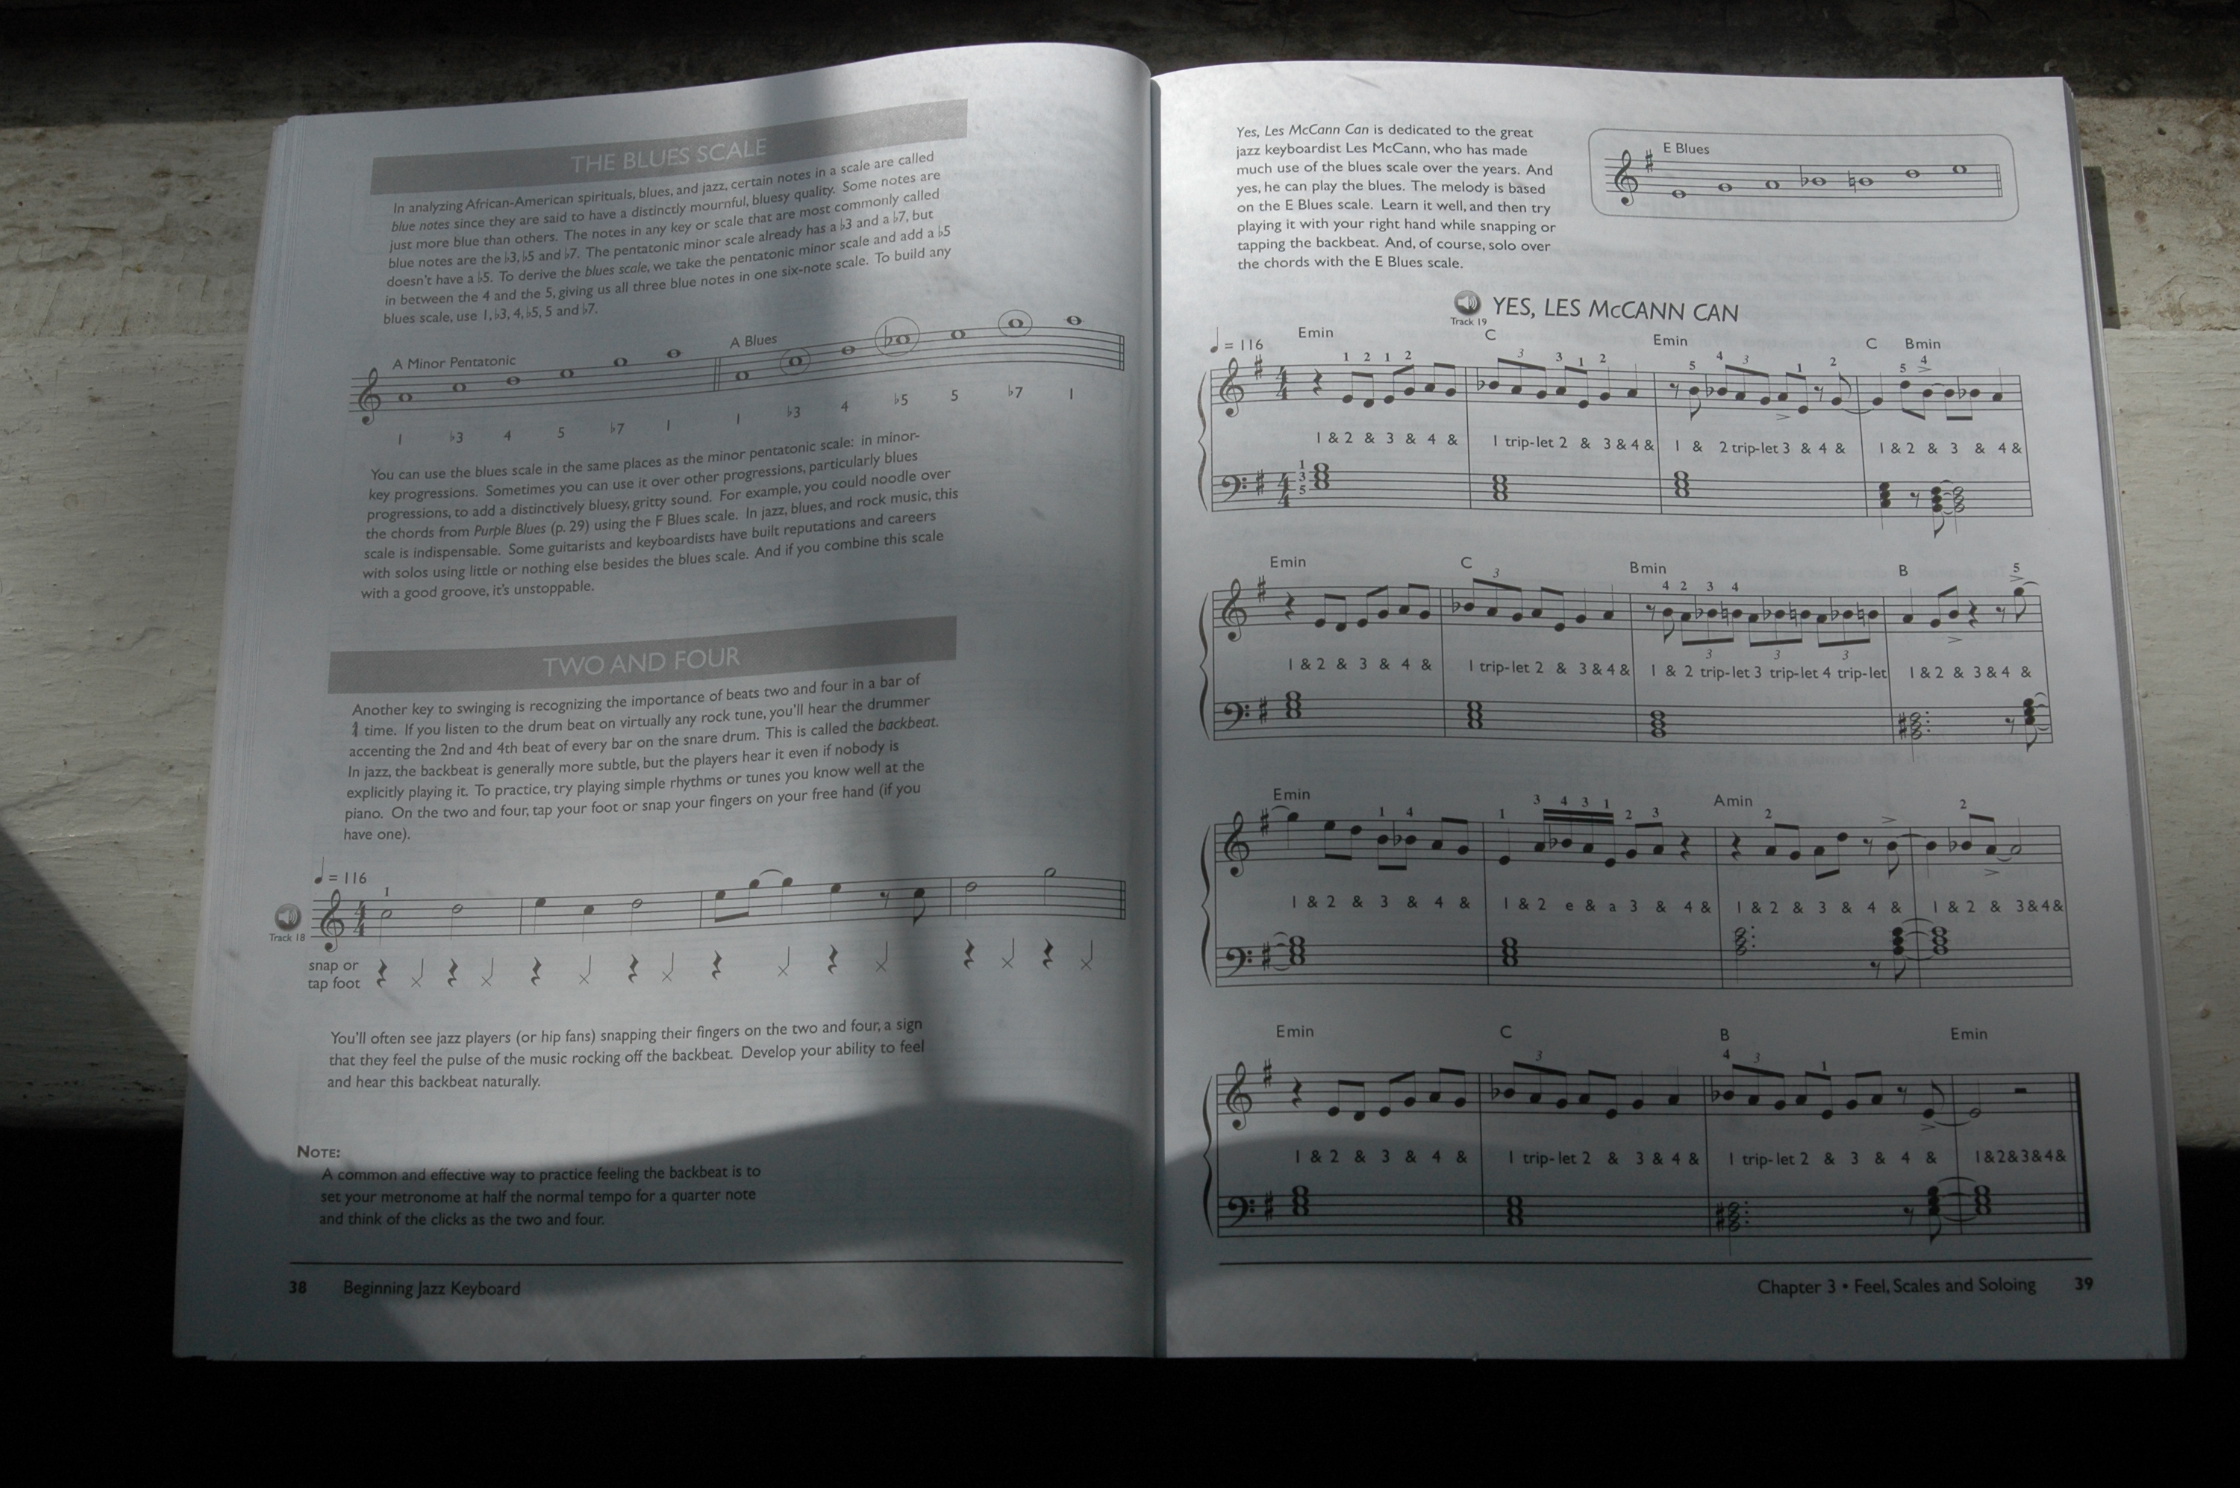 THE BLUES SCALE
In analyzing African-American spirituals, blues, and jazz, certain notes in a scale are called
blue notes since they are said to have a distinctly mournful, bluesy quality. Some notes are
just more blue than others. The notes in any key or scale that are most commonly called
blue notes are the ♭3, ♭5 and ♭7. The pentatonic minor scale already has a ♭3 and a ♭7, but
doesn't have a ♭5. To derive the blues scale, we take the pentatonic minor scale and add a ♭5
in between the 4 and the 5, giving us all three blue notes in one six-note scale. To build any
blues scale, use 1, ♭3, 4, ♭5, 5 and ♭7.
A Minor Pentatonic A Blues
1 ♭3 4 5 ♭7 1 1 ♭3 4 ♭5 5 ♭7 1
You can use the blues scale in the same places as the minor pentatonic scale: in minor-
key progressions. Sometimes you can use it over other progressions, particularly blues
progressions, to add a distinctively bluesy, gritty sound. For example, you could noodle over
the chords from Purple Blues (p. 29) using the F Blues scale. In jazz, blues, and rock music, this
scale is indispensable. Some guitarists and keyboardists have built reputations and careers
with solos using little or nothing else besides the blues scale. And if you combine this scale
with a good groove, it's unstoppable.
TWO AND FOUR
Another key to swinging is recognizing the importance of beats two and four in a bar of
4/4 time. If you listen to the drum beat on virtually any rock tune, you'll hear the drummer
accenting the 2nd and 4th beat of every bar on the snare drum. This is called the backbeat.
In jazz, the backbeat is generally more subtle, but the players hear it even if nobody is
explicitly playing it. To practice, try playing simple rhythms or tunes you know well at the
piano. On the two and four, tap your foot or snap your fingers on your free hand (if you
have one).
♩ = 116
1
4/4
Track 18
snap or
tap foot
You'll often see jazz players (or hip fans) snapping their fingers on the two and four, a sign
that they feel the pulse of the music rocking off the backbeat. Develop your ability to feel
and hear this backbeat naturally.
NOTE:
A common and effective way to practice feeling the backbeat is to
set your metronome at half the normal tempo for a quarter note
and think of the clicks as the two and four.
38 Beginning Jazz Keyboard
Yes, Les McCann Can is dedicated to the great
jazz keyboardist Les McCann, who has made
much use of the blues scale over the years. And
yes, he can play the blues. The melody is based
on the E Blues scale. Learn it well, and then try
playing it with your right hand while snapping or
tapping the backbeat. And, of course, solo over
the chords with the E Blues scale.
E Blues
YES, LES McCANN CAN
Track 19
♩ = 116
Emin C Emin C Bmin
1 2 1 2 3 3 1 2 5 4 3 1 2 5 4
4/4
1 & 2 & 3 & 4 & 1 trip-let 2 & 3 & 4 & 1 & 2 trip-let 3 & 4 & 1 & 2 & 3 & 4 &
1
3
5
4/4
Emin C Bmin B
3 4 2 3 4 5
3 3 3
1 & 2 & 3 & 4 & 1 trip-let 2 & 3 & 4 & 1 & 2 trip-let 3 trip-let 4 trip-let 1 & 2 & 3 & 4 &
Emin Amin
1 4 1 3 4 3 1 2 3 2 2
1 & 2 & 3 & 4 & 1 & 2 e & a 3 & 4 & 1 & 2 & 3 & 4 & 1 & 2 & 3 & 4 &
Emin C B Emin
3 4 3 1
1 & 2 & 3 & 4 & 1 trip-let 2 & 3 & 4 & 1 trip-let 2 & 3 & 4 & 1 & 2 & 3 & 4 &
Chapter 3 • Feel, Scales and Soloing 39